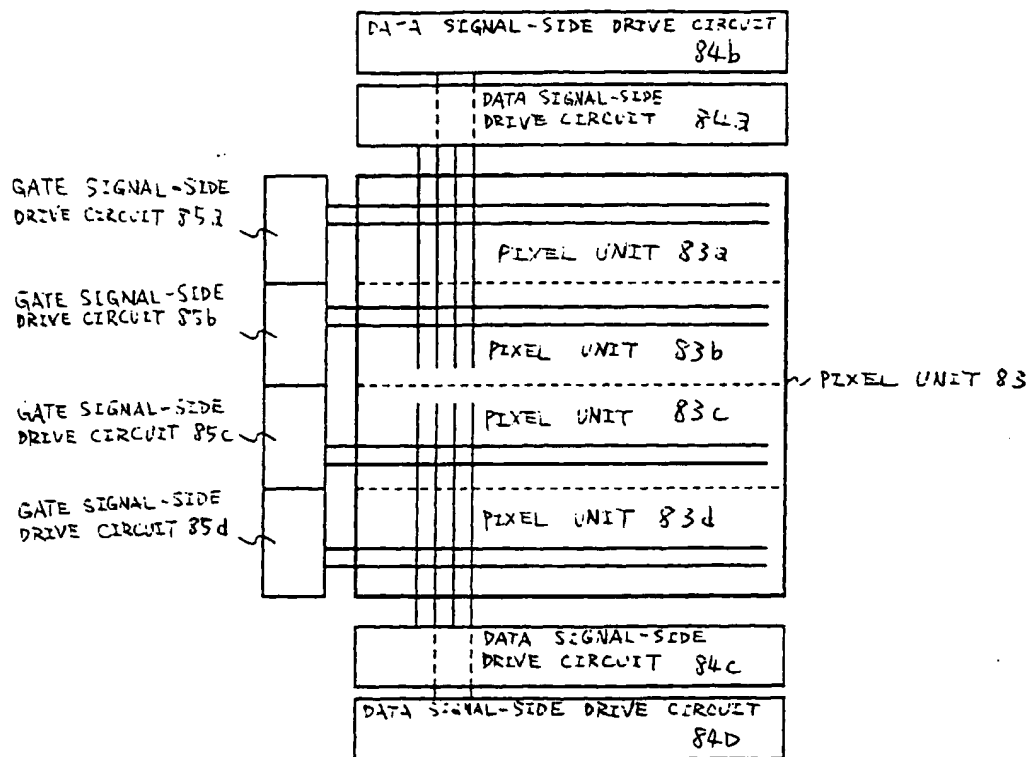 DATA SIGNAL-SIDE DRIVE CIRCUIT
84b
DATA SIGNAL-SIDE
DRIVE CIRCUIT 84a
GATE SIGNAL-SIDE
DRIVE CIRCUIT 85a
PIXEL UNIT 83a
GATE SIGNAL-SIDE
DRIVE CIRCUIT 85b
PIXEL UNIT 83b
PIXEL UNIT 83
GATE SIGNAL-SIDE
DRIVE CIRCUIT 85c
PIXEL UNIT 83c
GATE SIGNAL-SIDE
DRIVE CIRCUIT 85d
PIXEL UNIT 83d
DATA SIGNAL-SIDE
DRIVE CIRCUIT 84c
DATA SIGNAL-SIDE DRIVE CIRCUIT
84D